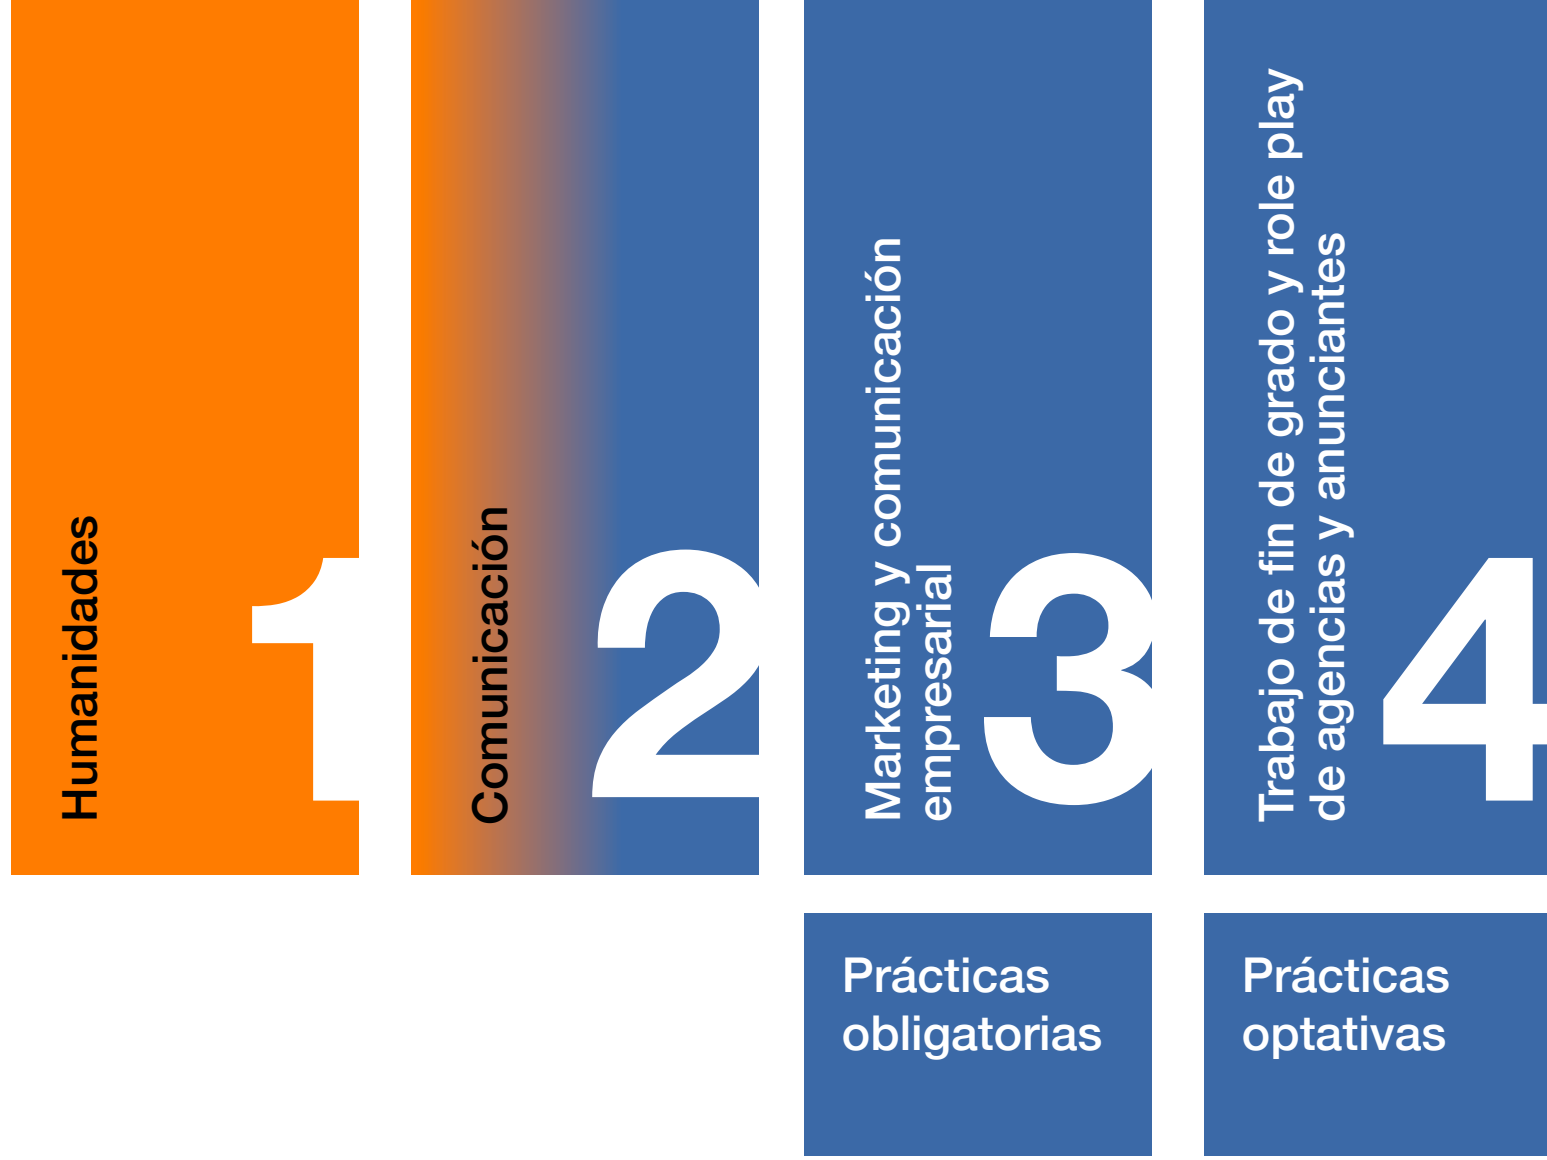 Humanidades
1
Comunicación
2
Marketing y comunicación
empresarial
3
Trabajo de fin de grado y role play
de agencias y anunciantes
4
Prácticas
obligatorias
Prácticas
optativas